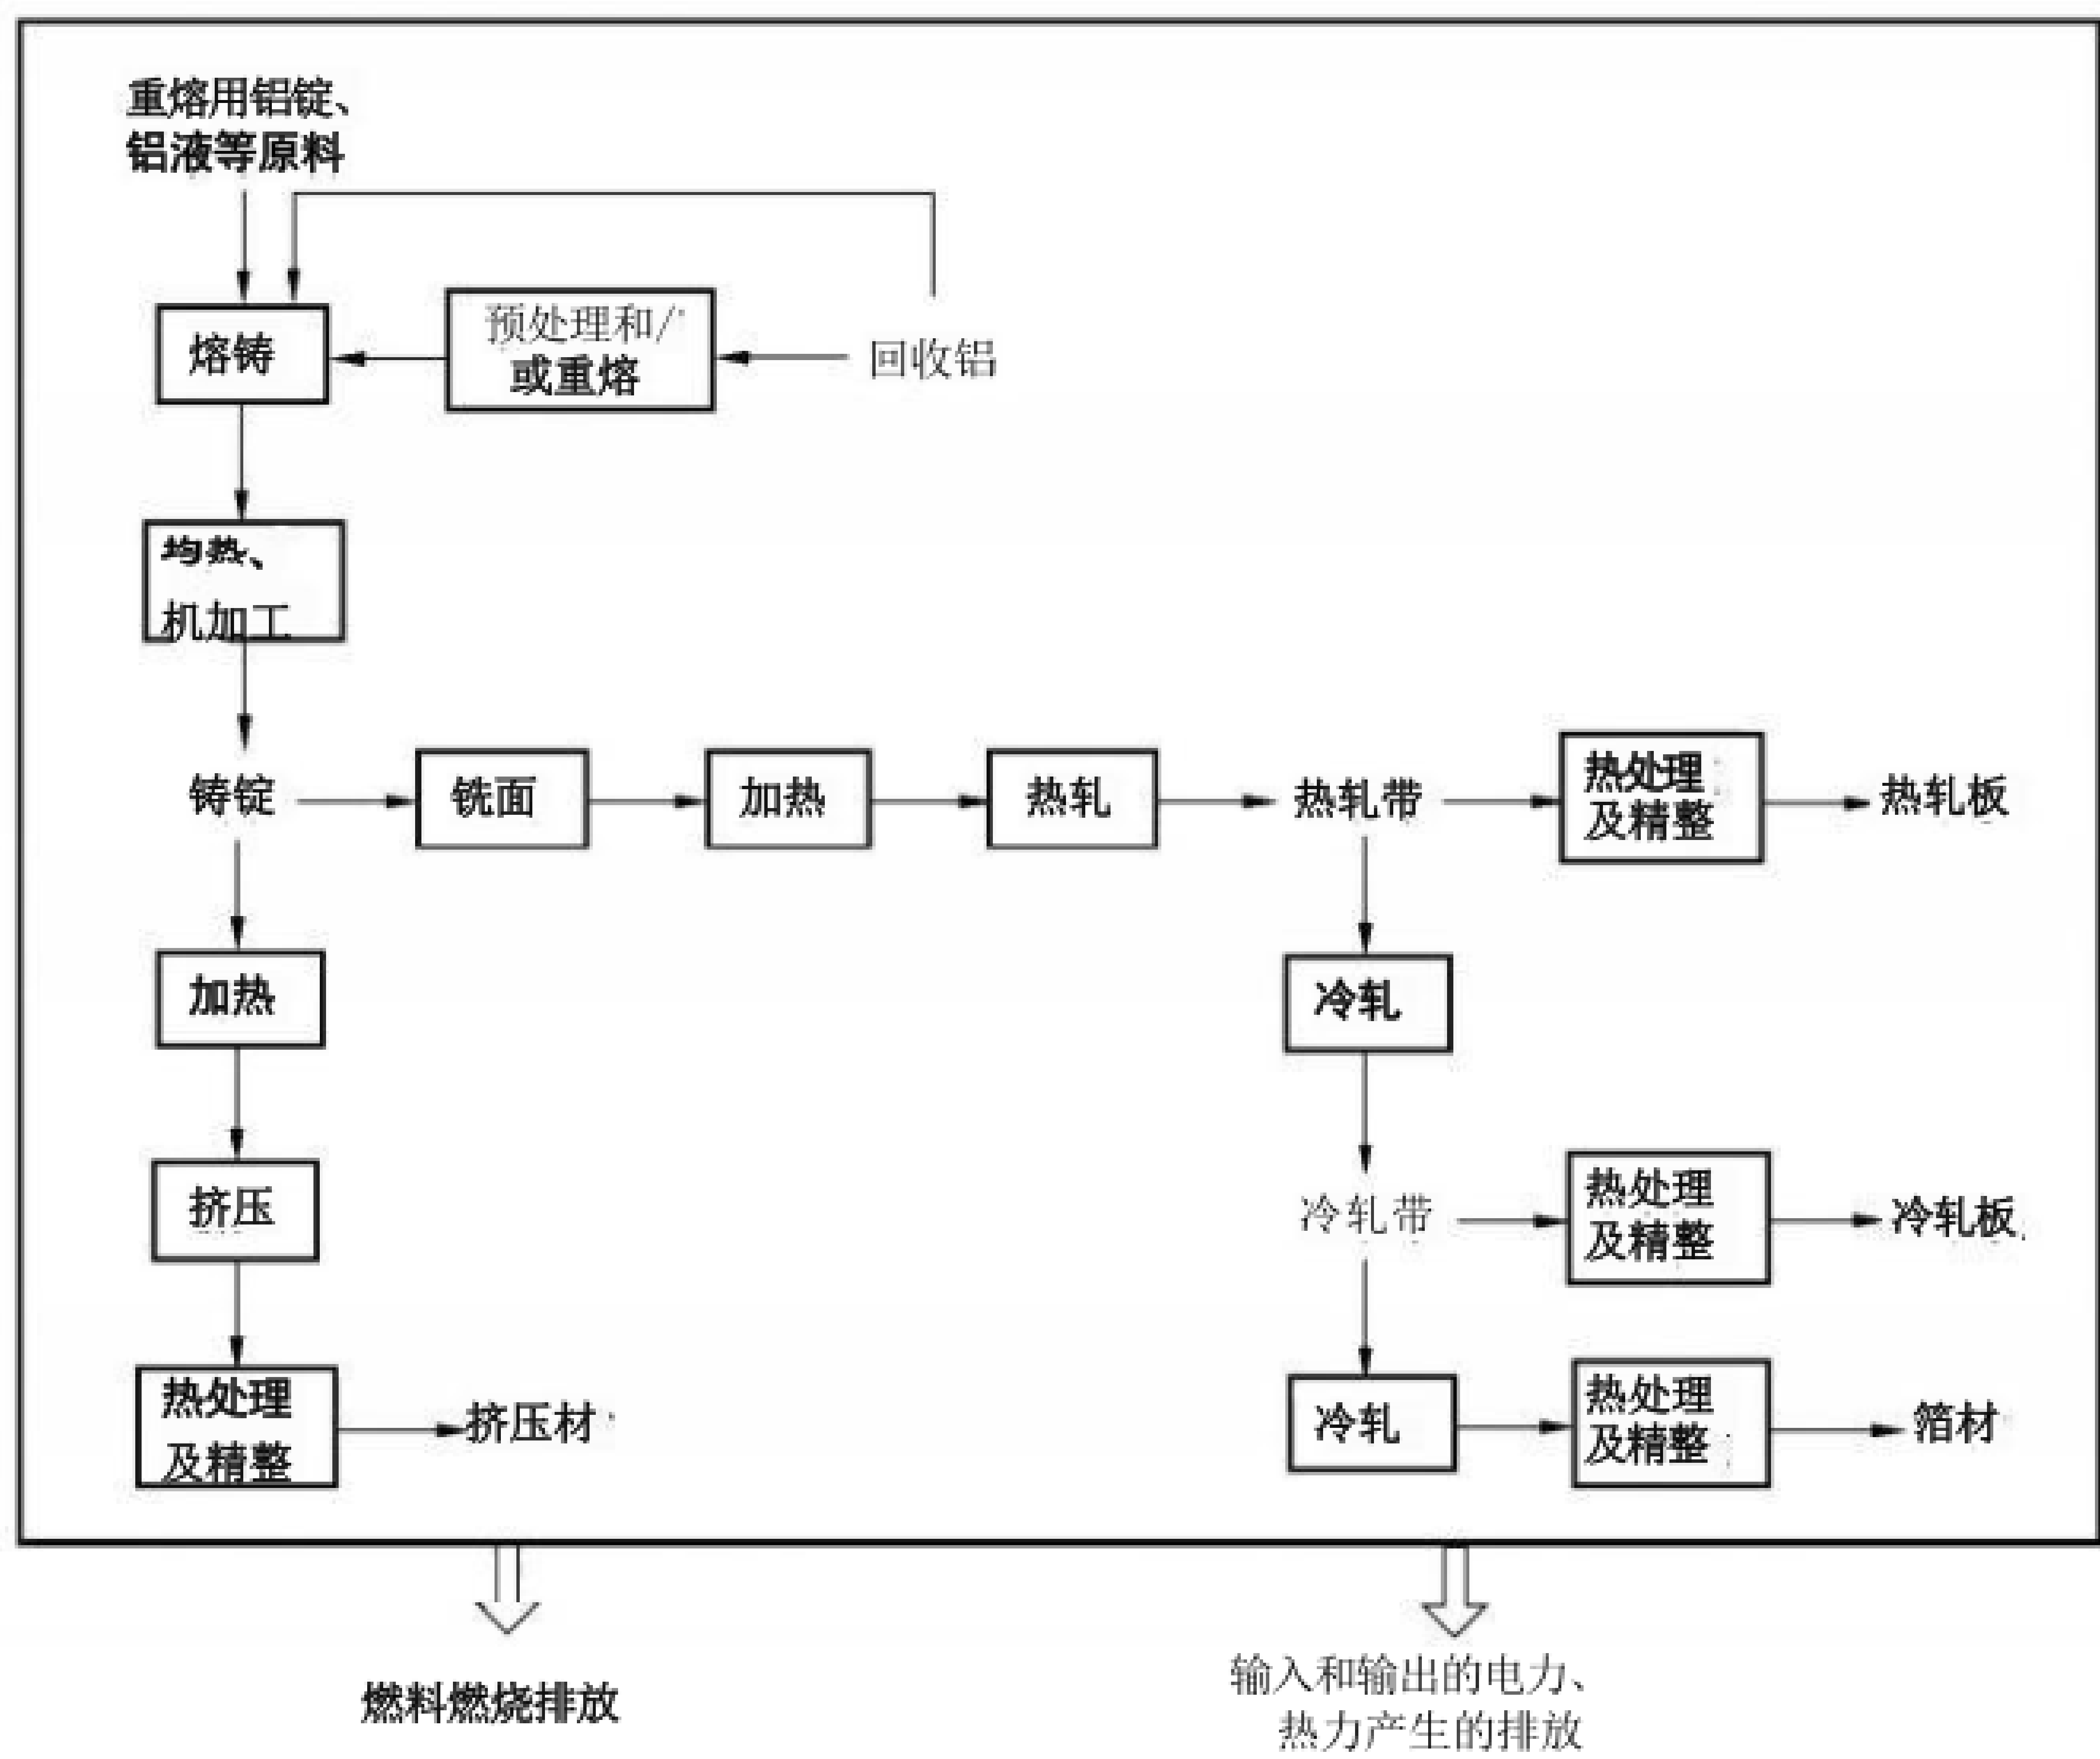 重熔用铝锭、
铝液等原料
熔铸
预处理和/
或重熔
回收铝
均热、
机加工
铸锭
铣面
加热
热轧
热轧带
热处理
及精整
热轧板
加热
冷轧
挤压
冷轧带
热处理
及精整
冷轧板
热处理
及精整
挤压材
冷轧
热处理
及精整
箔材
燃料燃烧排放
输入和输出的电力、
热力产生的排放